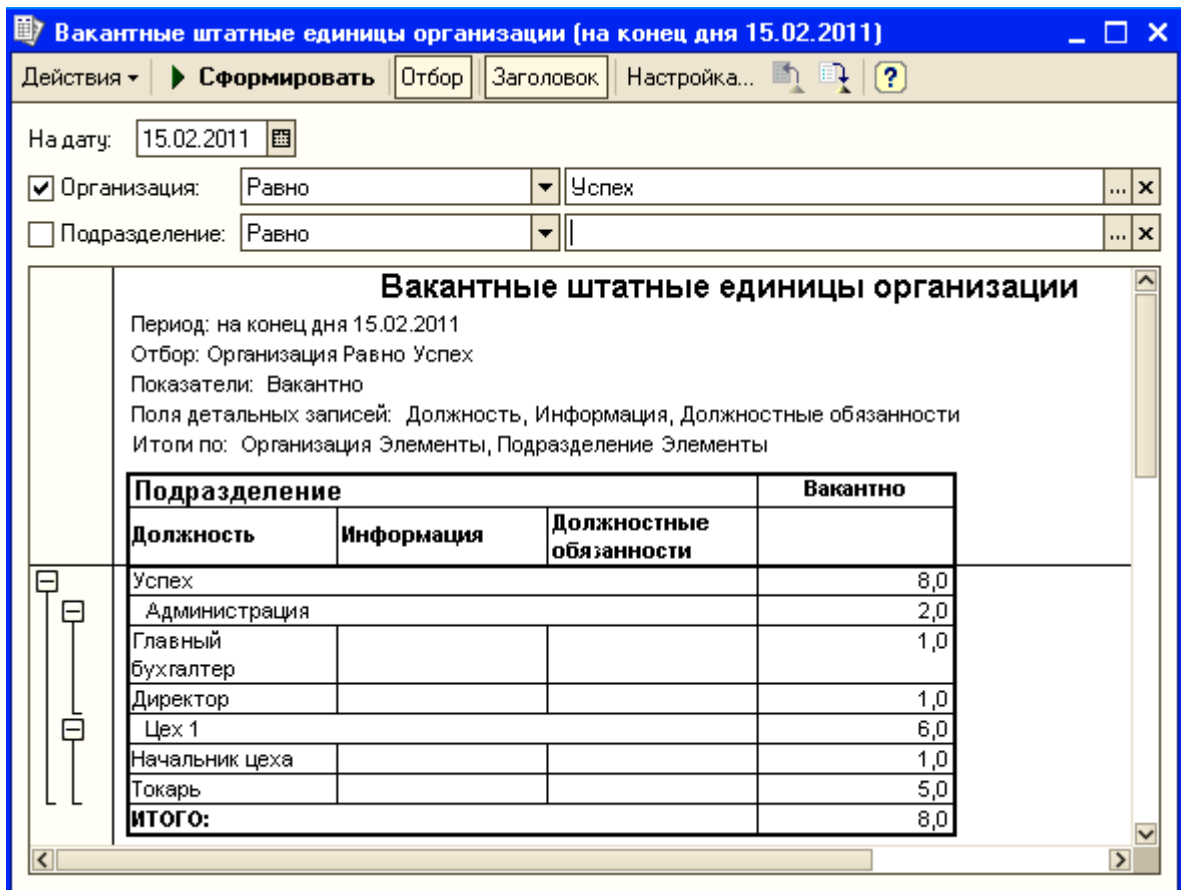 Вакантные штатные единицы организации (на конец дня 15.02.2011)
Действия Сформировать Отбор Заголовок Настройка... ?
На дату: 15.02.2011
Организация: Равно Успех ... x
Подразделение: Равно ... x
Вакантные штатные единицы организации
Период: на конец дня 15.02.2011
Отбор: Организация Равно Успех
Показатели: Вакантно
Поля детальных записей: Должность, Информация, Должностные обязанности
Итоги по: Организация Элементы, Подразделение Элементы
Подразделение Вакантно
Должность Информация Должностные
обязанности
Успех 8,0
Администрация 2,0
Главный 1,0
бухгалтер
Директор 1,0
Цех 1 6,0
Начальник цеха 1,0
Токарь 5,0
ИТОГО: 8,0